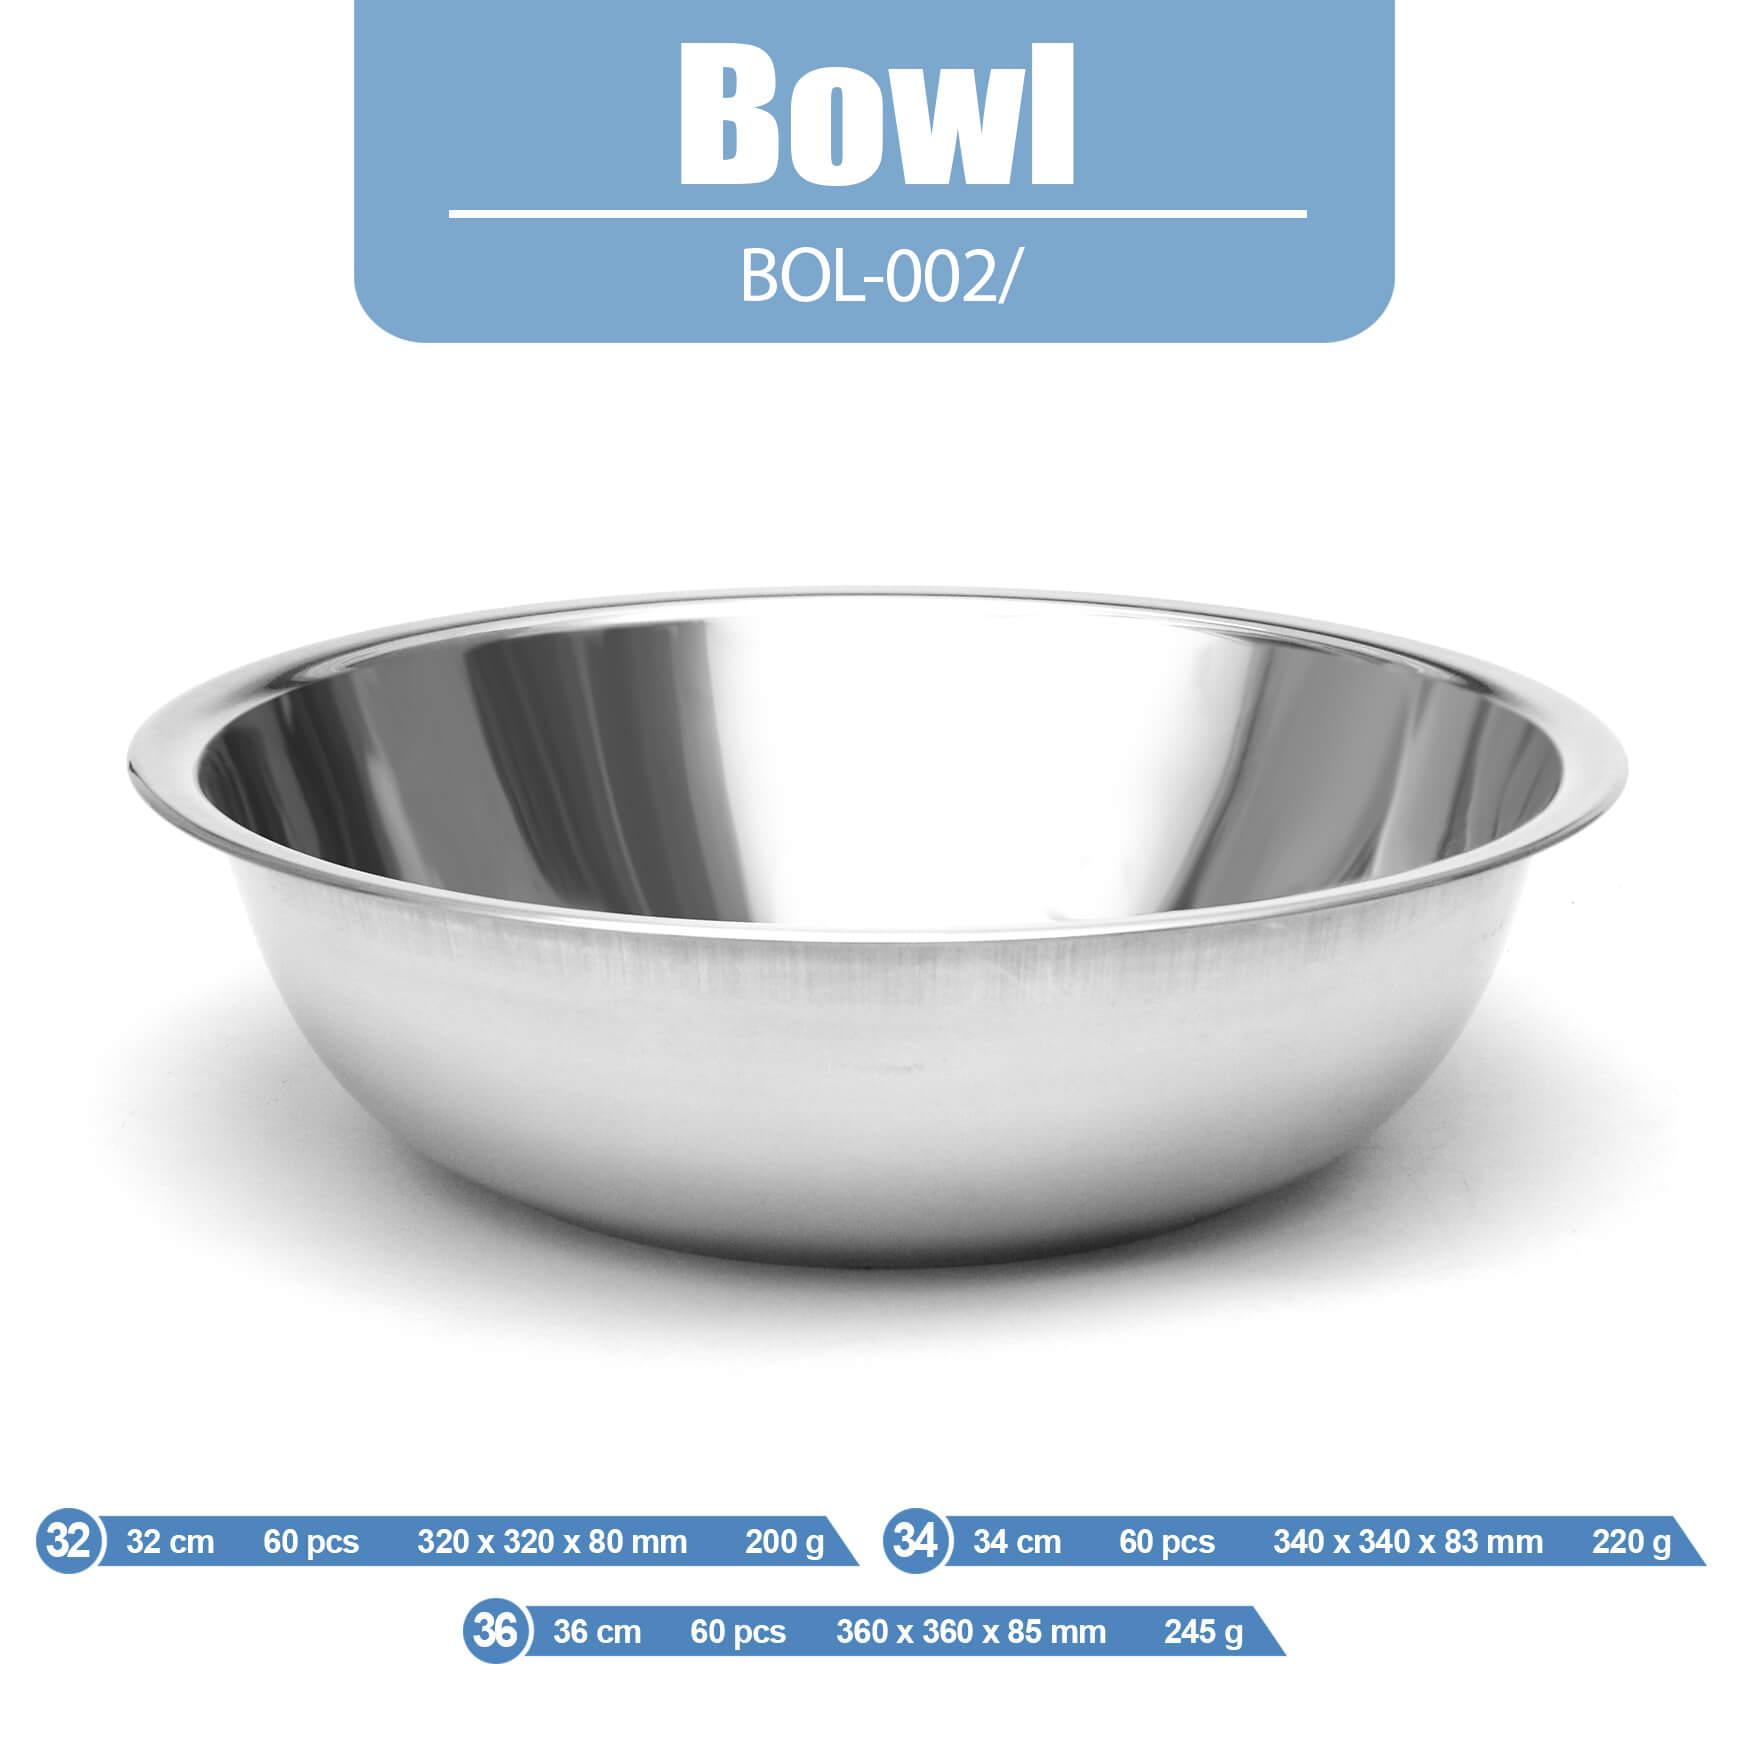 Bowl
BOL-002/
32 32 cm 60 pcs 320 x 320 x 80 mm 200 g
34 34 cm 60 pcs 340 x 340 x 83 mm 220 g
36 36 cm 60 pcs 360 x 360 x 85 mm 245 g